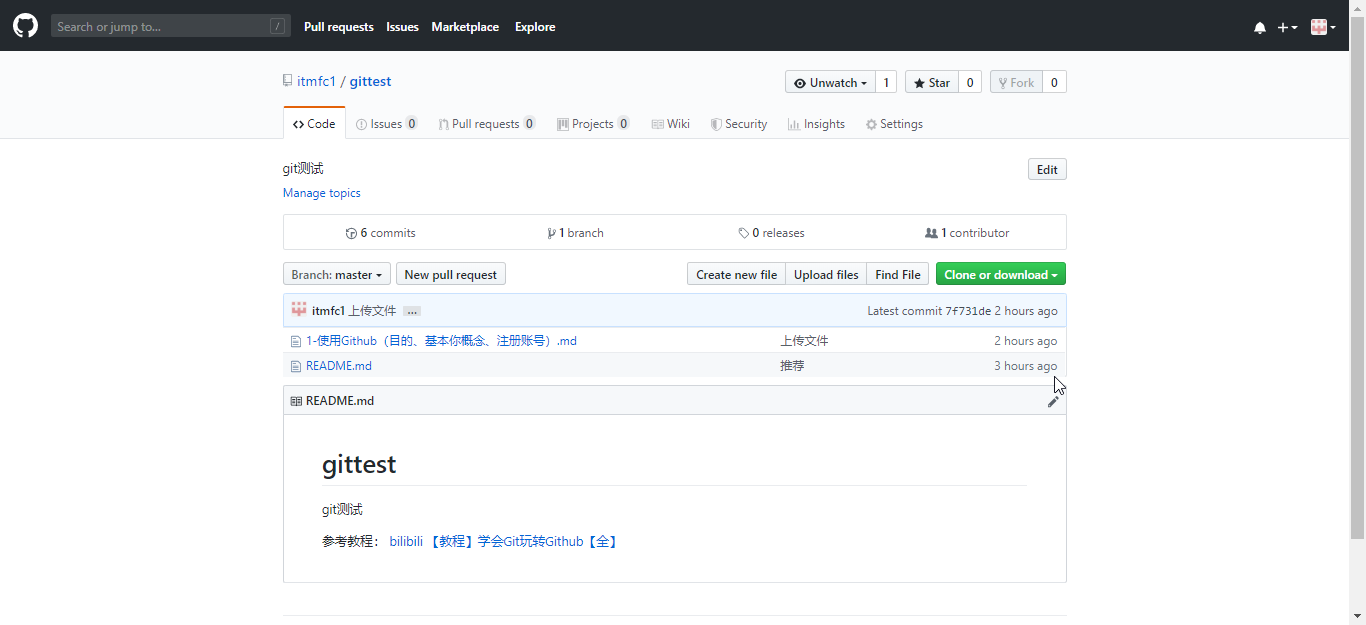 Search or jump to... / Pull requests Issues Marketplace Explore
itmfc1 / gittest Unwatch 1 Star 0 Fork 0
Code Issues 0 Pull requests 0 Projects 0 Wiki Security Insights Settings
git测试 Edit
Manage topics
6 commits 1 branch 0 releases 1 contributor
Branch: master New pull request Create new file Upload files Find File Clone or download
itmfc1 上传文件 ... Latest commit 7f731de 2 hours ago
1-使用Github（目的、基本你概念、注册账号）.md 上传文件 2 hours ago
README.md 推荐 3 hours ago
README.md
gittest
git测试
参考教程： bilibili 【教程】学会Git玩转Github【全】